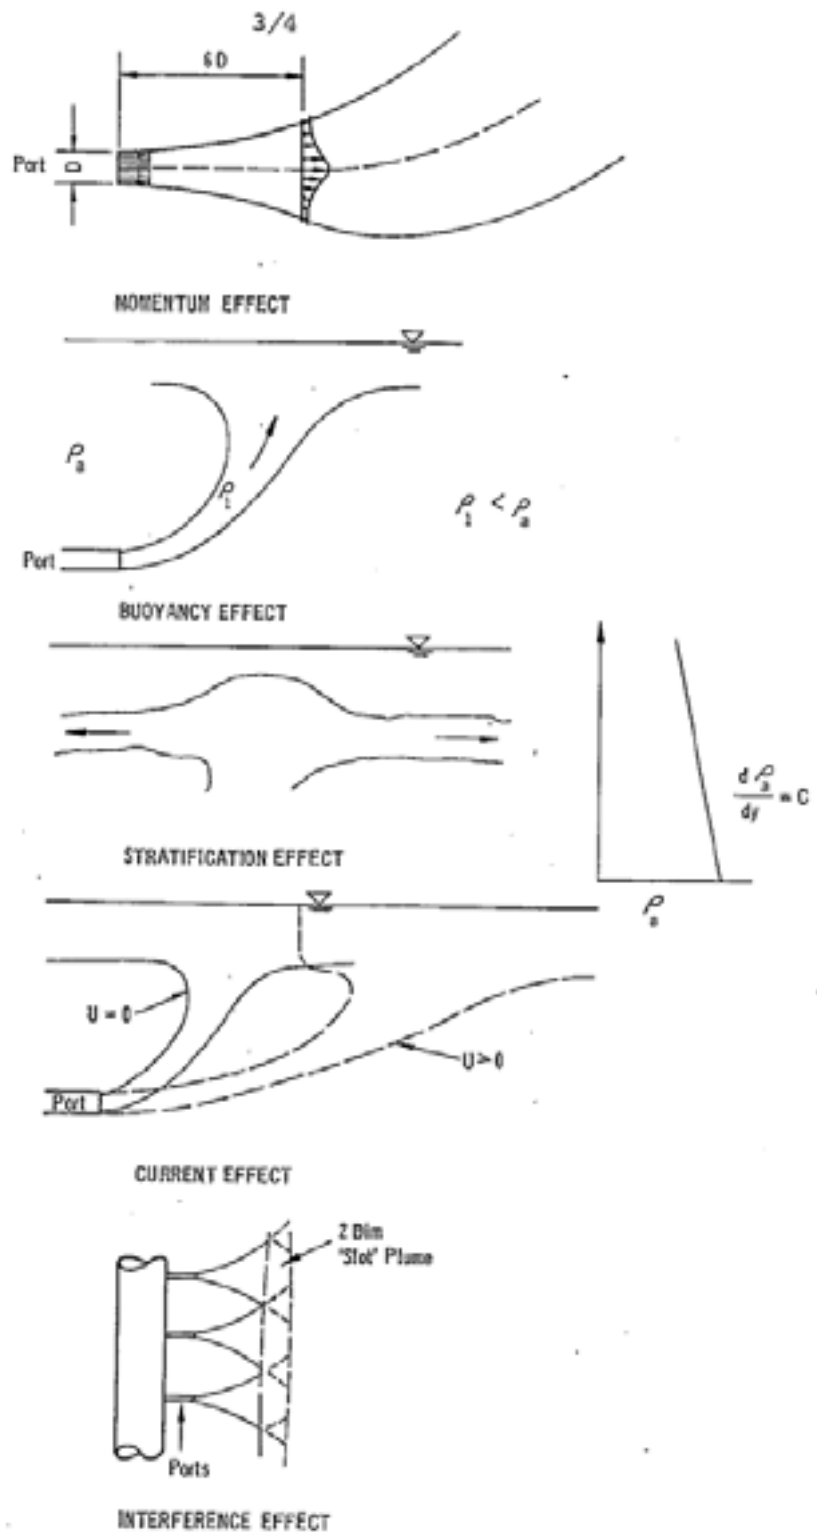 3/4
6D
Port
D
MOMENTUM EFFECT
ρa
ρ1
ρ1 < ρa
Port
BUOYANCY EFFECT
dρa
dy
= C
STRATIFICATION EFFECT
ρa
U = 0
U > 0
Port
CURRENT EFFECT
2 Dim
"Slot" Plume
Ports
INTERFERENCE EFFECT